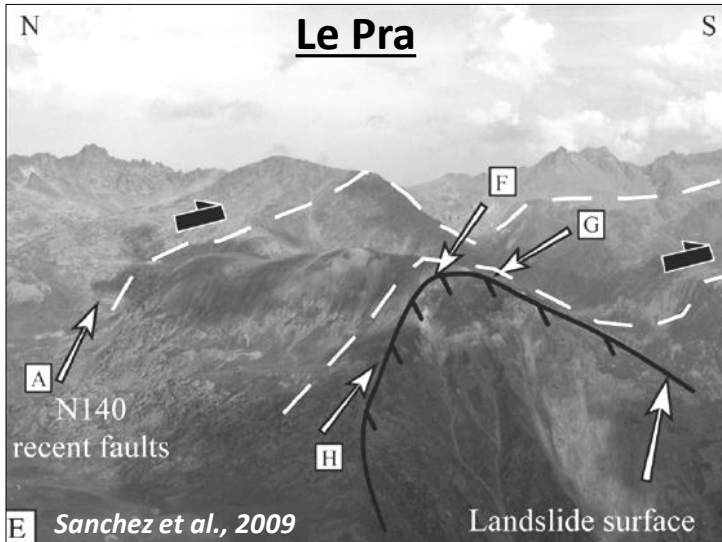 N
Le Pra
S
F
G
A
N140
recent faults
H
E
Sanchez et al., 2009
Landslide surface